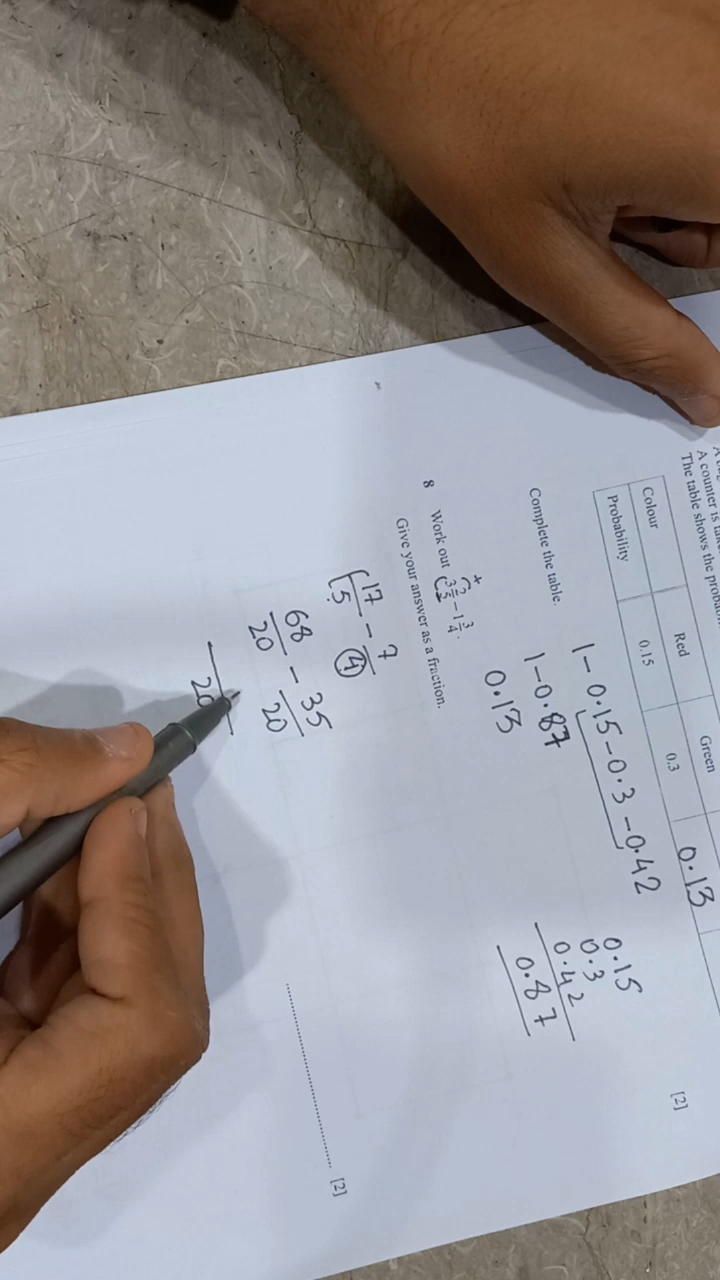 A counter is
The table shows the
Colour Red Green
Probability 0.15 0.3 0.13
[2]
Complete the table.
1-0.15-0.3-0.42
1-0.87
0.13
0.15
0.3
0.42
0.87
8 Work out 3 2/5 - 1 3/4.
Give your answer as a fraction.
17/5 - 7/4
68/20 - 35/20
/20
[2]